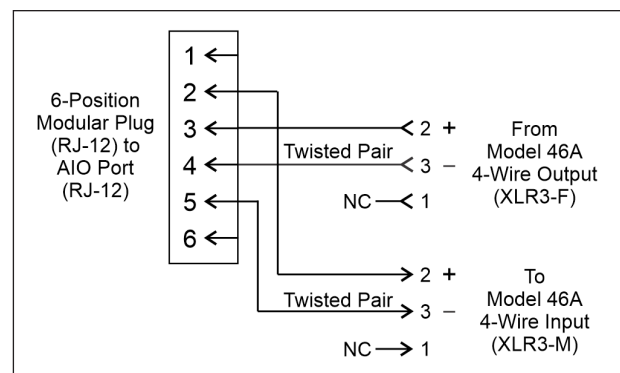 6-Position
Modular Plug
(RJ-12) to
AIO Port
(RJ-12)
1
2
3
4
5
6
Twisted Pair
2 +
3 –
NC 1
From
Model 46A
4-Wire Output
(XLR3-F)
Twisted Pair
2 +
3 –
NC 1
To
Model 46A
4-Wire Input
(XLR3-M)